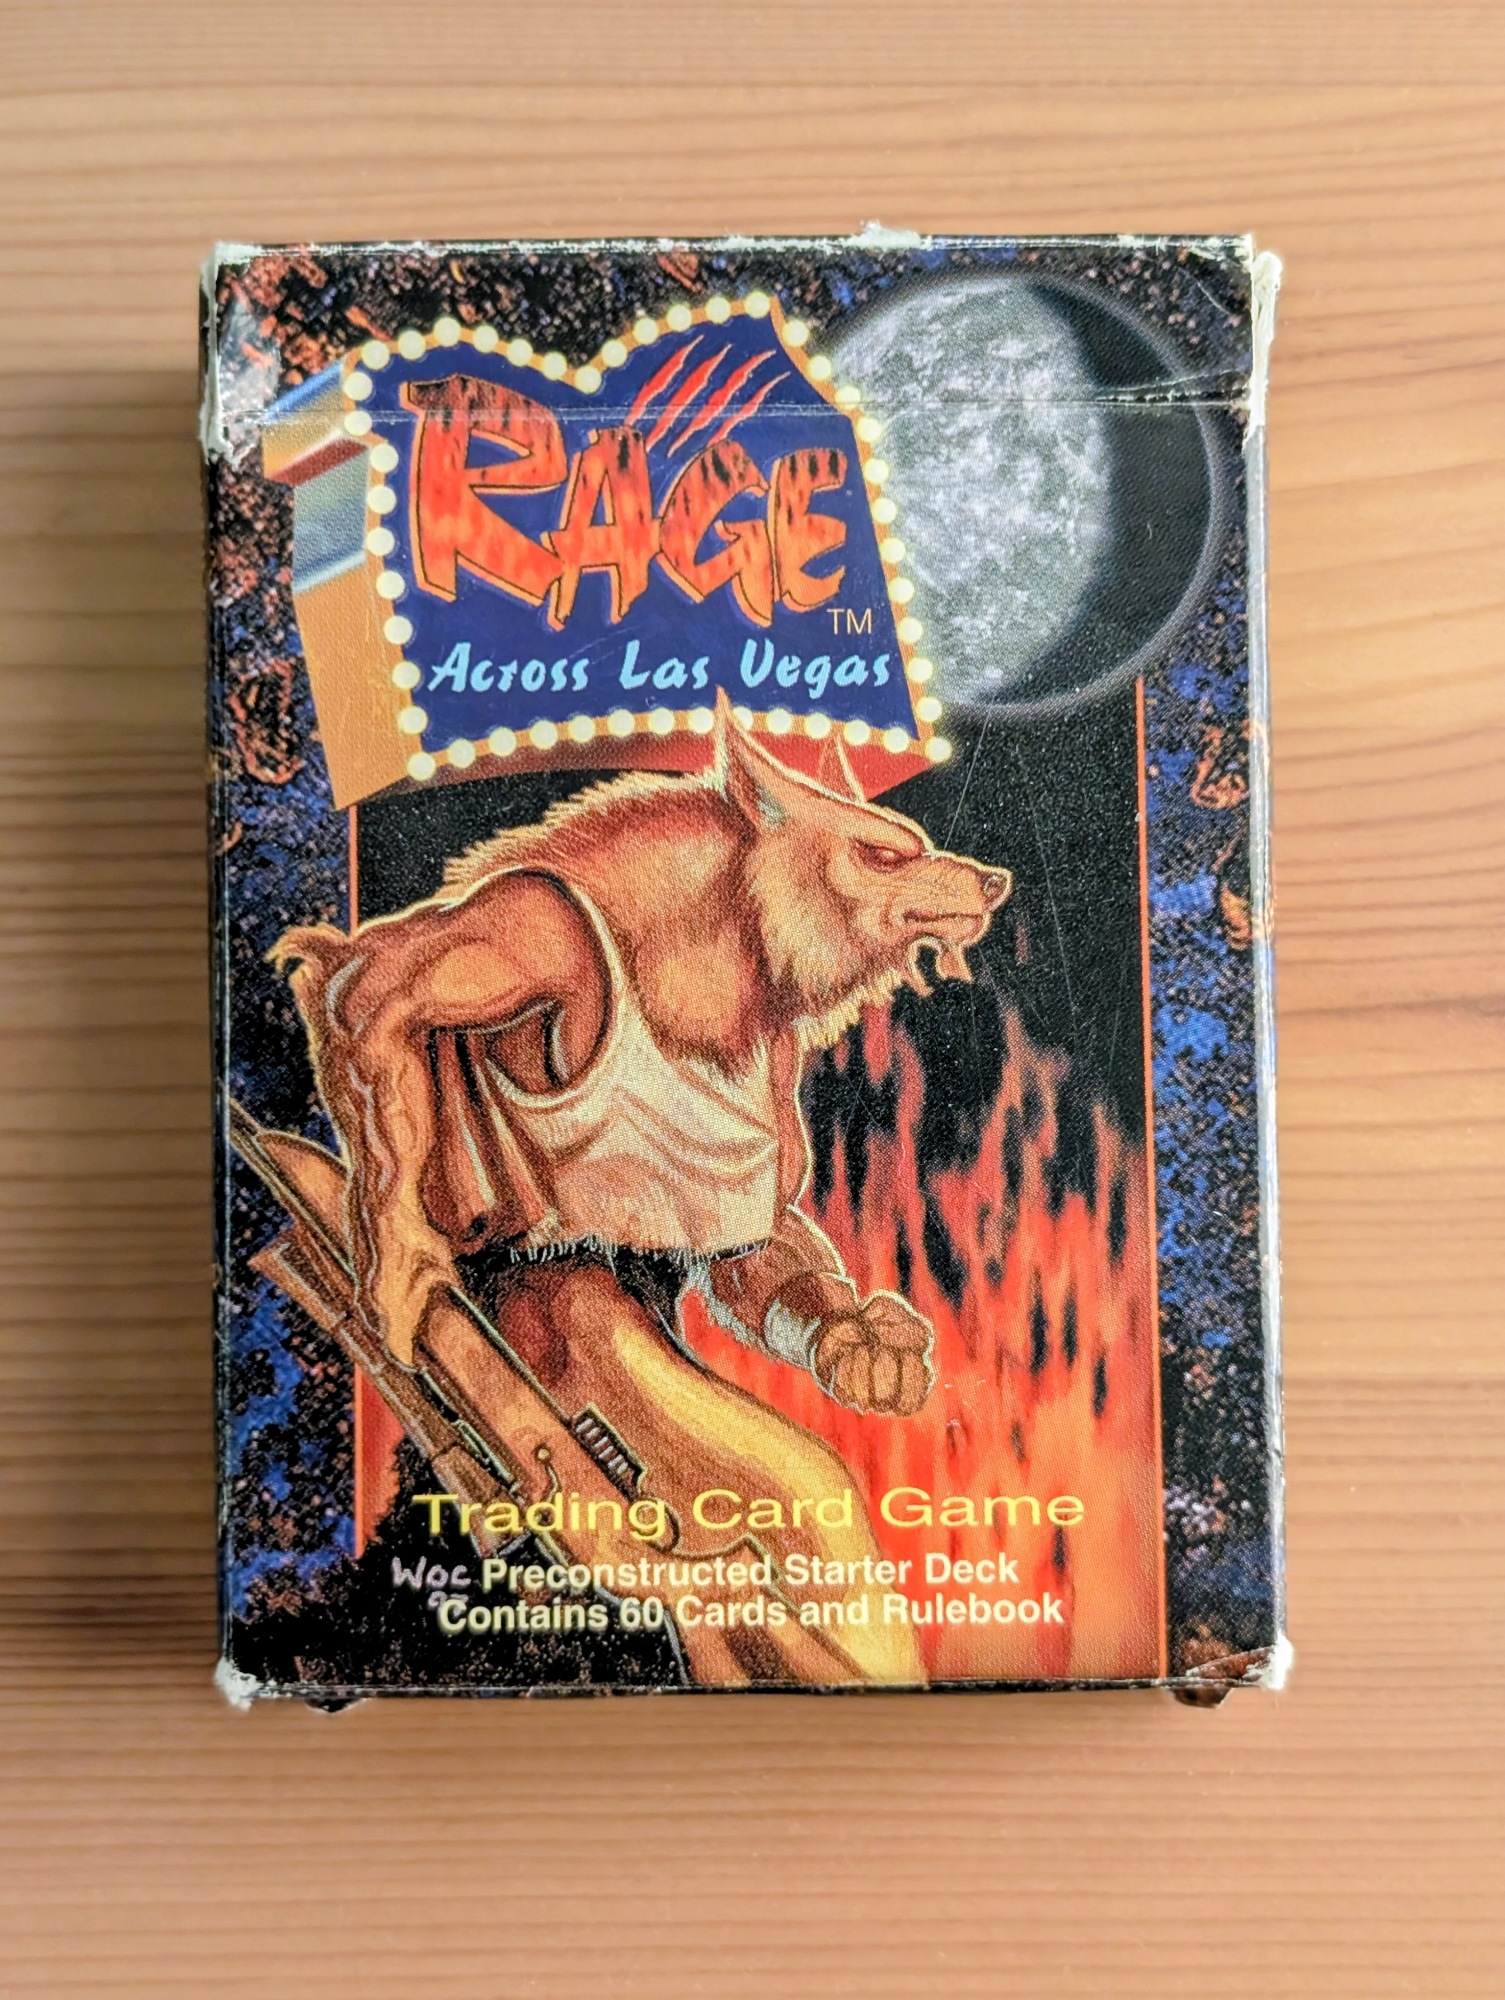 RAGE
TM
Across Las Vegas
Trading Card Game
Woc Preconstructed Starter Deck
Contains 60 Cards and Rulebook